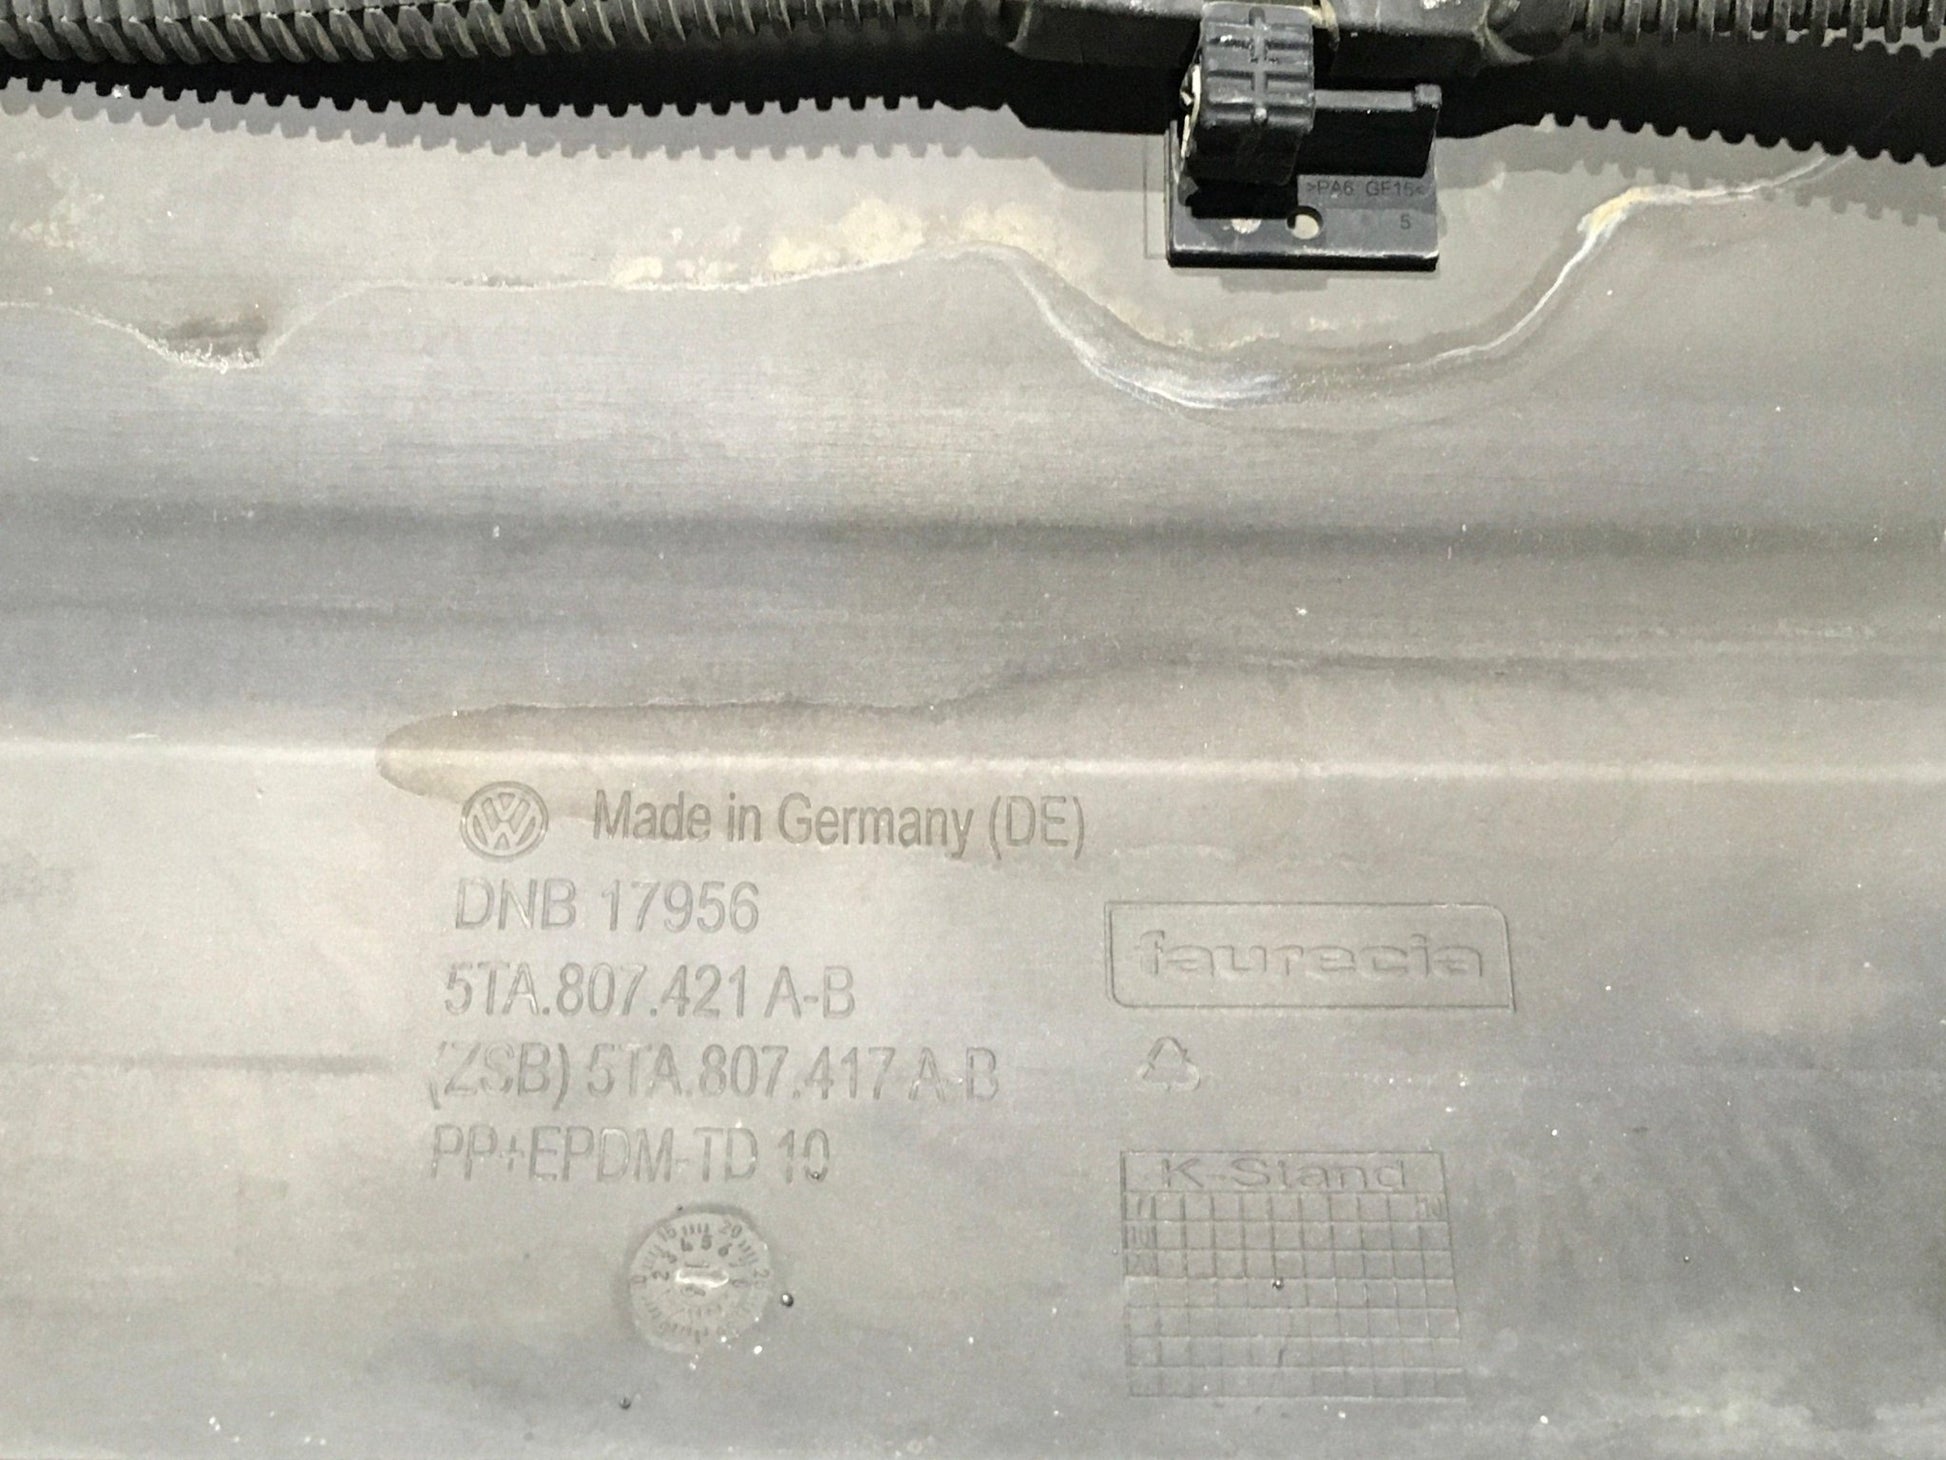 >PA6 GF15<
5
VW Made in Germany (DE)
DNB 17956
5TA.807.421 A-B
faurecia
(ZSB) 5TA.807.417 A-B
PP+EPDM-TD 10
K-Stand